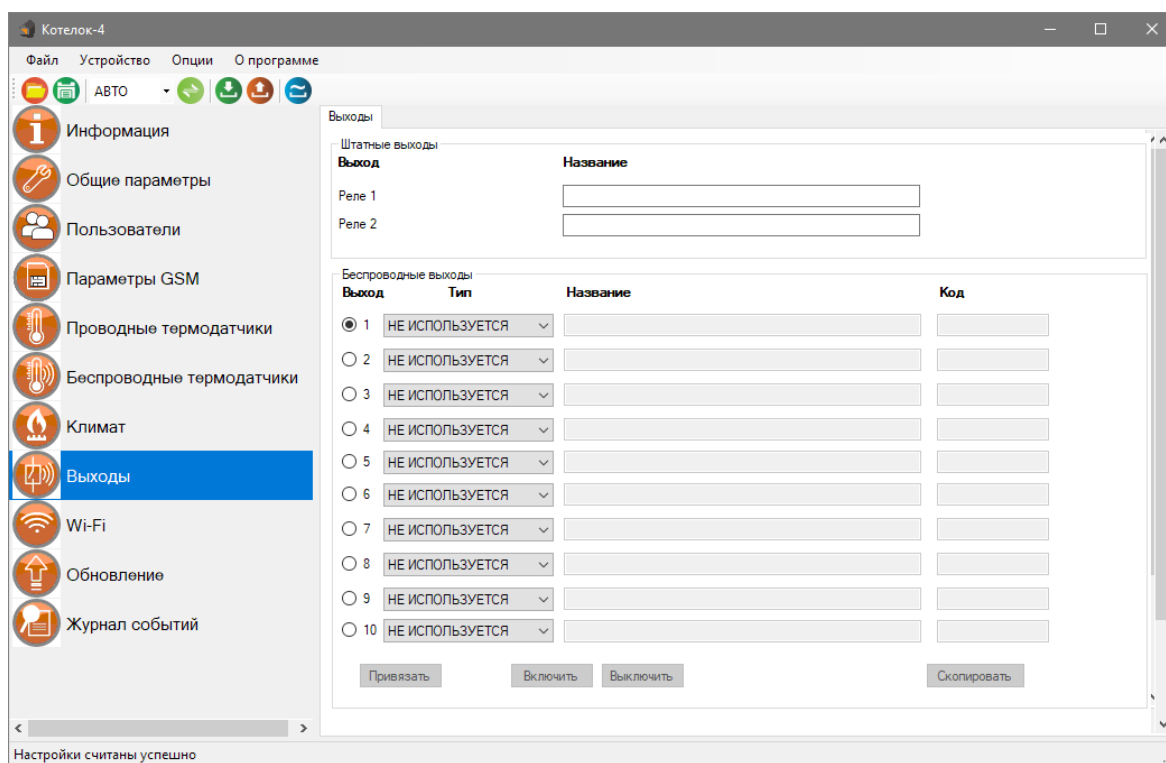 Котелок-4
Файл Устройство Опции О программе
АВТО
Информация
Общие параметры
Пользователи
Параметры GSM
Проводные термодатчики
Беспроводные термодатчики
Климат
Выходы
Wi-Fi
Обновление
Журнал событий
Выходы
Штатные выходы
Выход Название
Реле 1
Реле 2
Беспроводные выходы
Выход Тип Название Код
1 НЕ ИСПОЛЬЗУЕТСЯ
2 НЕ ИСПОЛЬЗУЕТСЯ
3 НЕ ИСПОЛЬЗУЕТСЯ
4 НЕ ИСПОЛЬЗУЕТСЯ
5 НЕ ИСПОЛЬЗУЕТСЯ
6 НЕ ИСПОЛЬЗУЕТСЯ
7 НЕ ИСПОЛЬЗУЕТСЯ
8 НЕ ИСПОЛЬЗУЕТСЯ
9 НЕ ИСПОЛЬЗУЕТСЯ
10 НЕ ИСПОЛЬЗУЕТСЯ
Привязать Включить Выключить Скопировать
Настройки считаны успешно